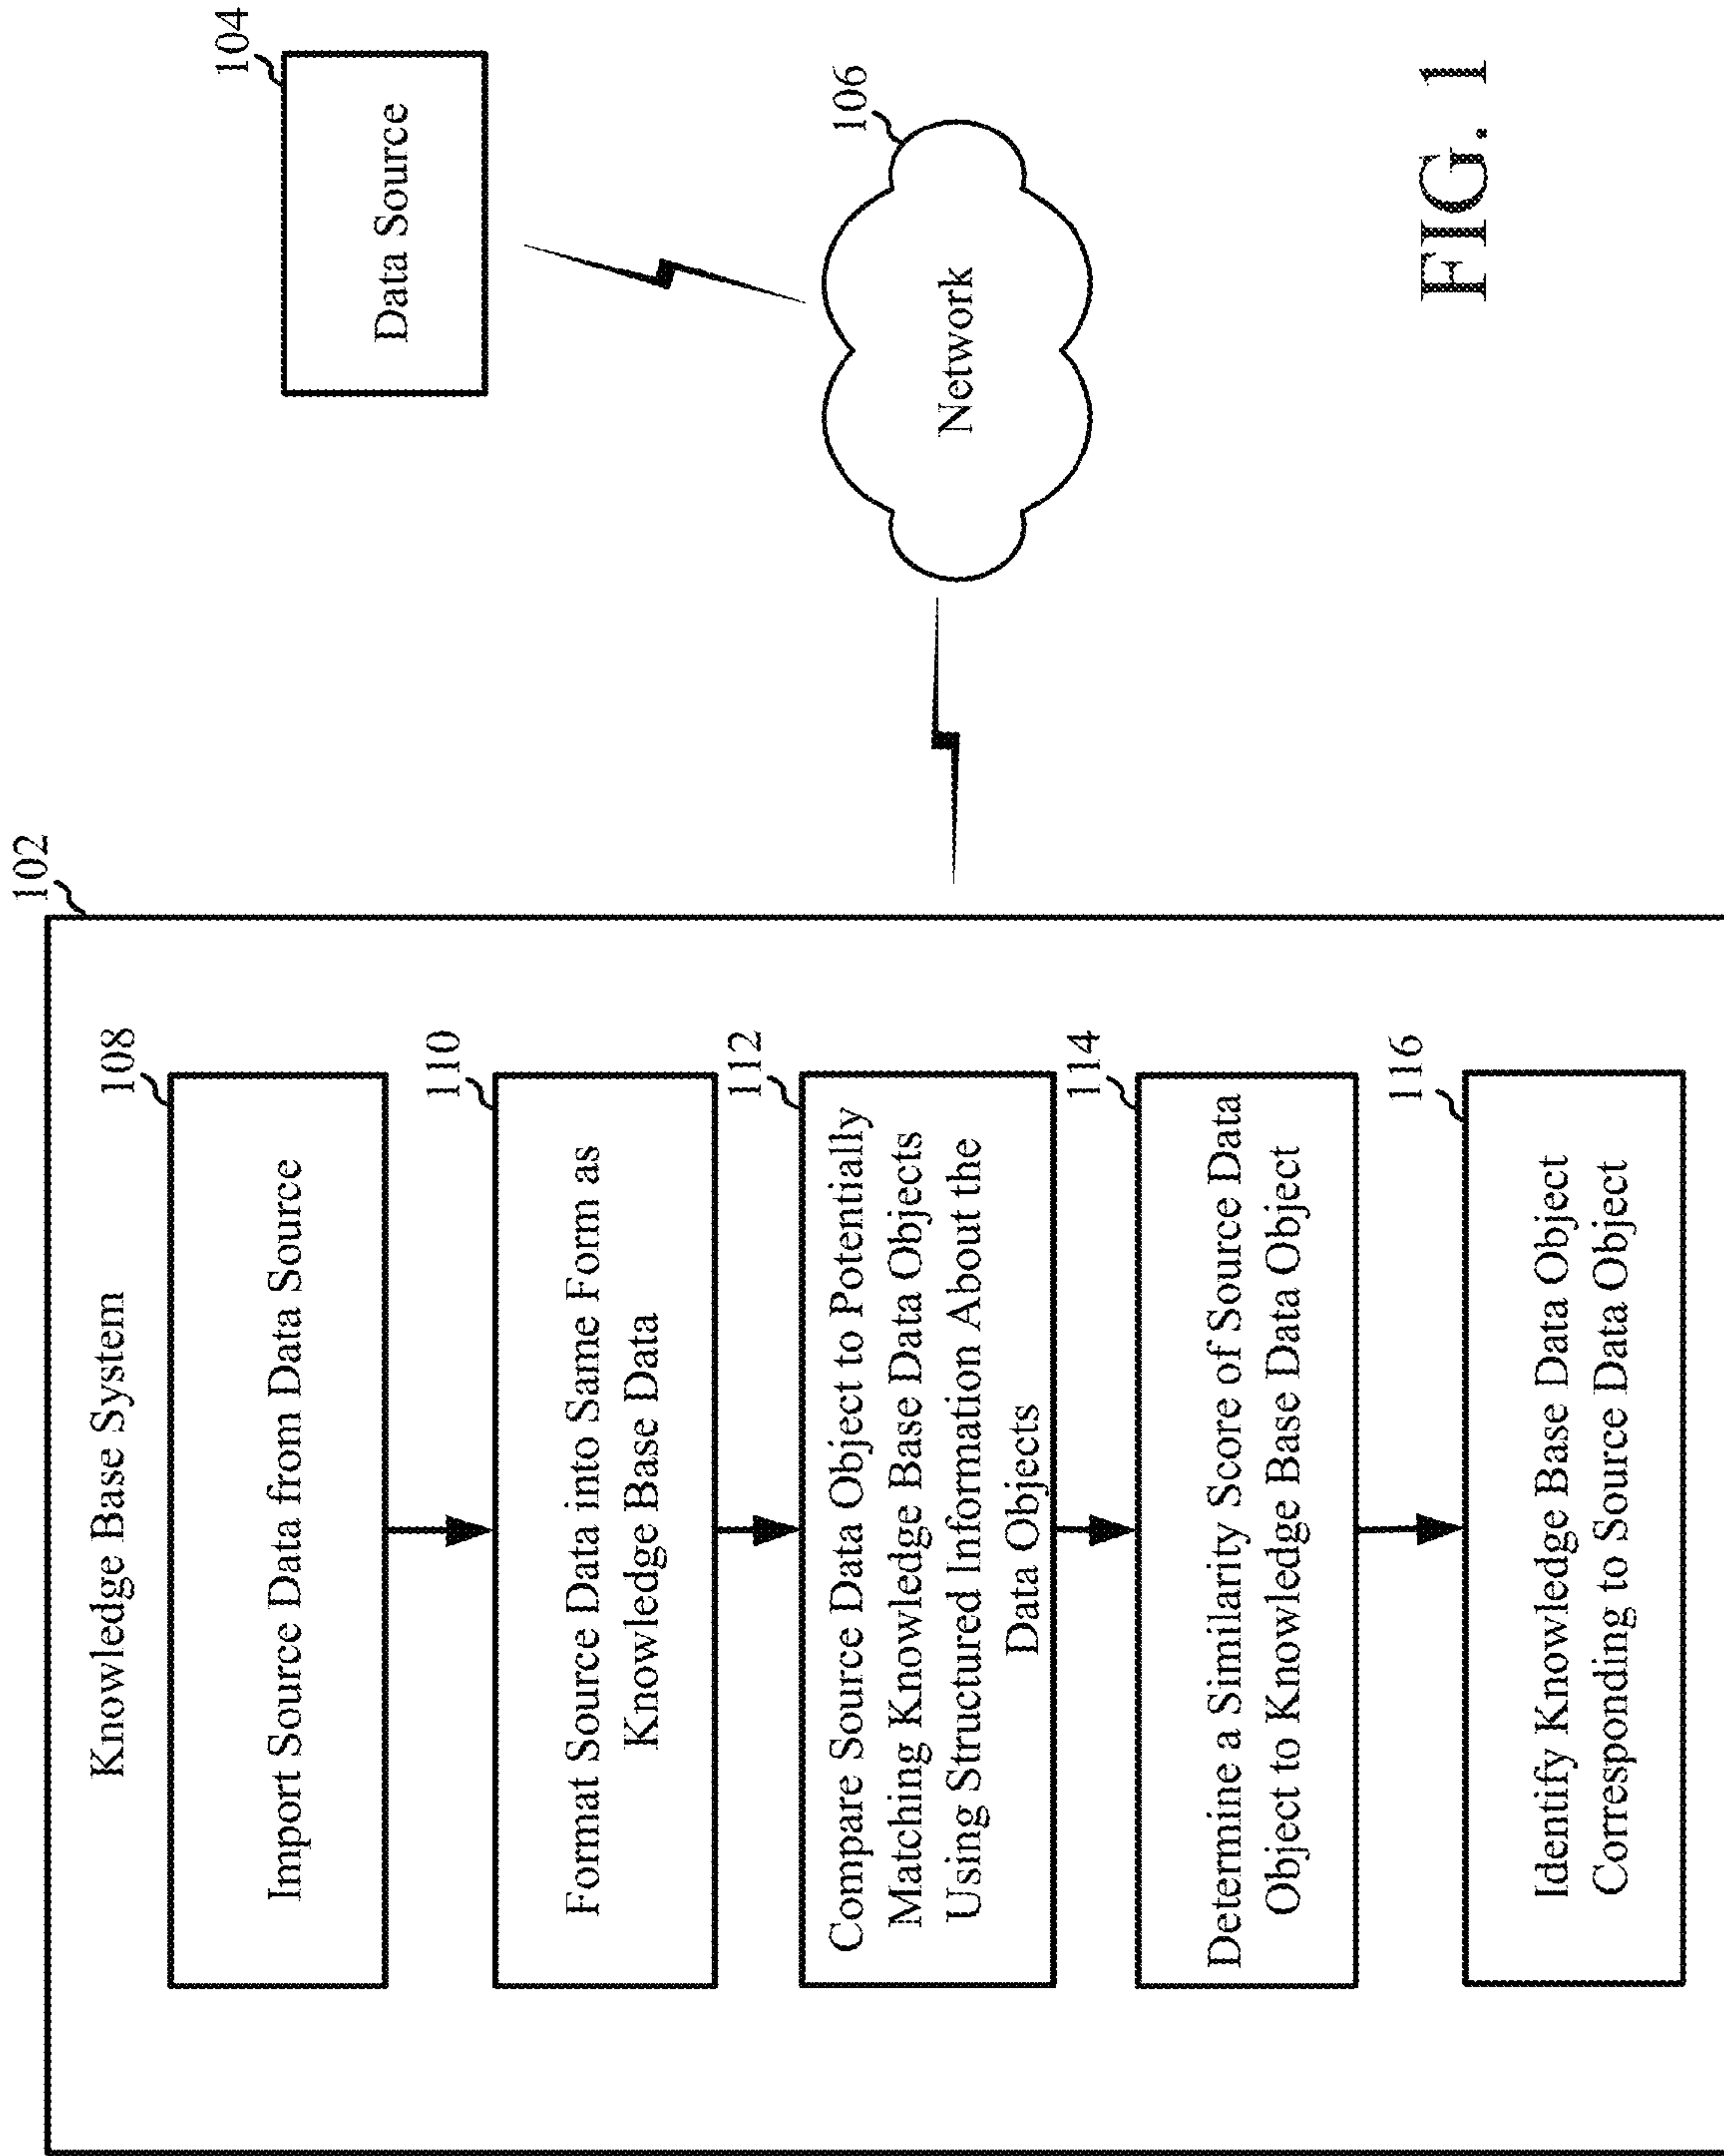 102
Knowledge Base System
108
Import Source Data from Data Source
110
Format Source Data into Same Form as
Knowledge Base Data
112
Compare Source Data Object to Potentially
Matching Knowledge Base Data Objects
Using Structured Information About the
Data Objects
114
Determine a Similarity Score of Source Data
Object to Knowledge Base Data Object
116
Identify Knowledge Base Data Object
Corresponding to Source Data Object
104
Data Source
106
Network
FIG. 1